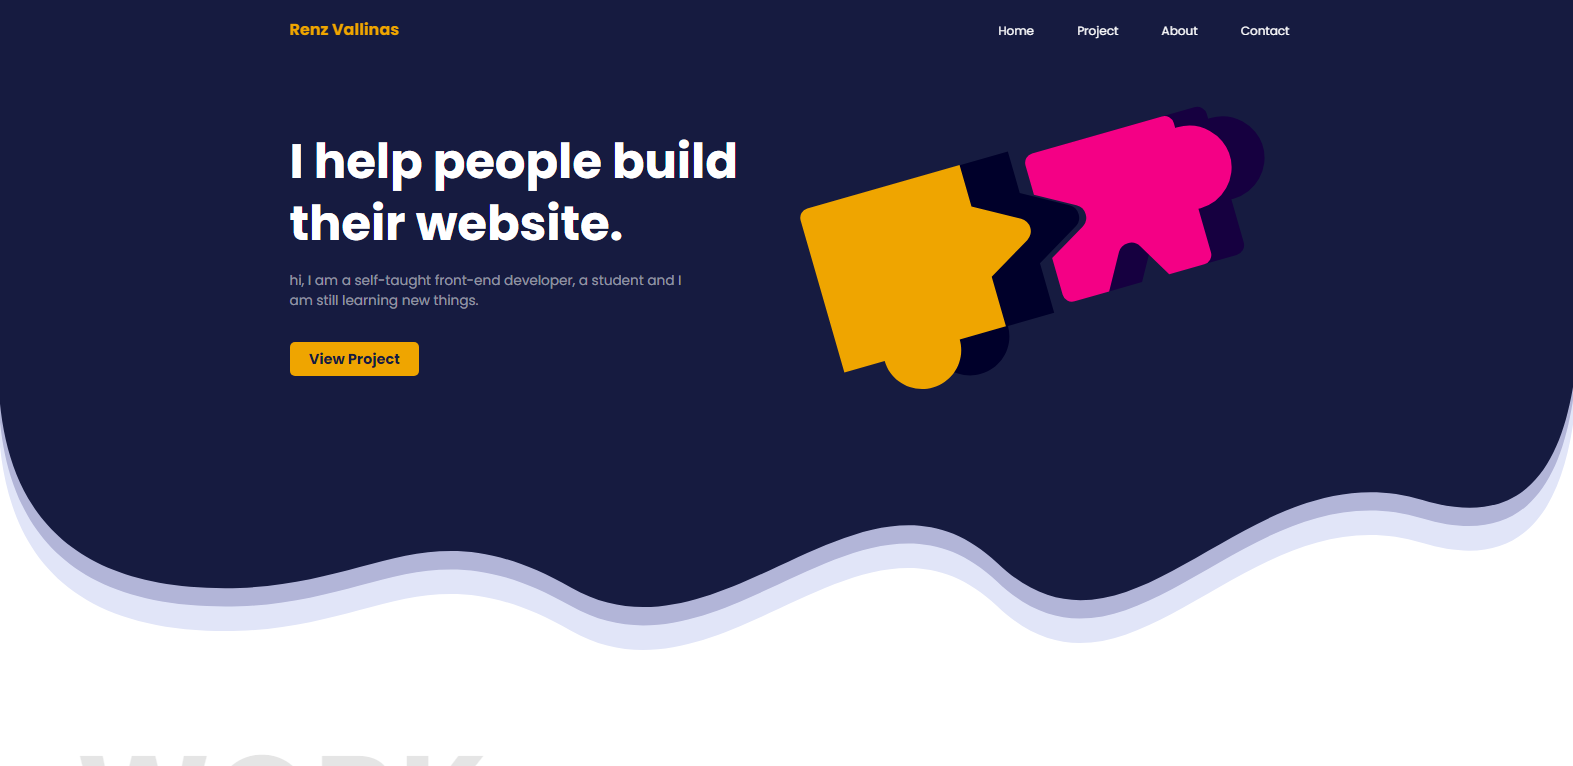 Renz Vallinas
Home Project About Contact
I help people build
their website.
hi, I am a self-taught front-end developer, a student and I
am still learning new things.
View Project
WORK